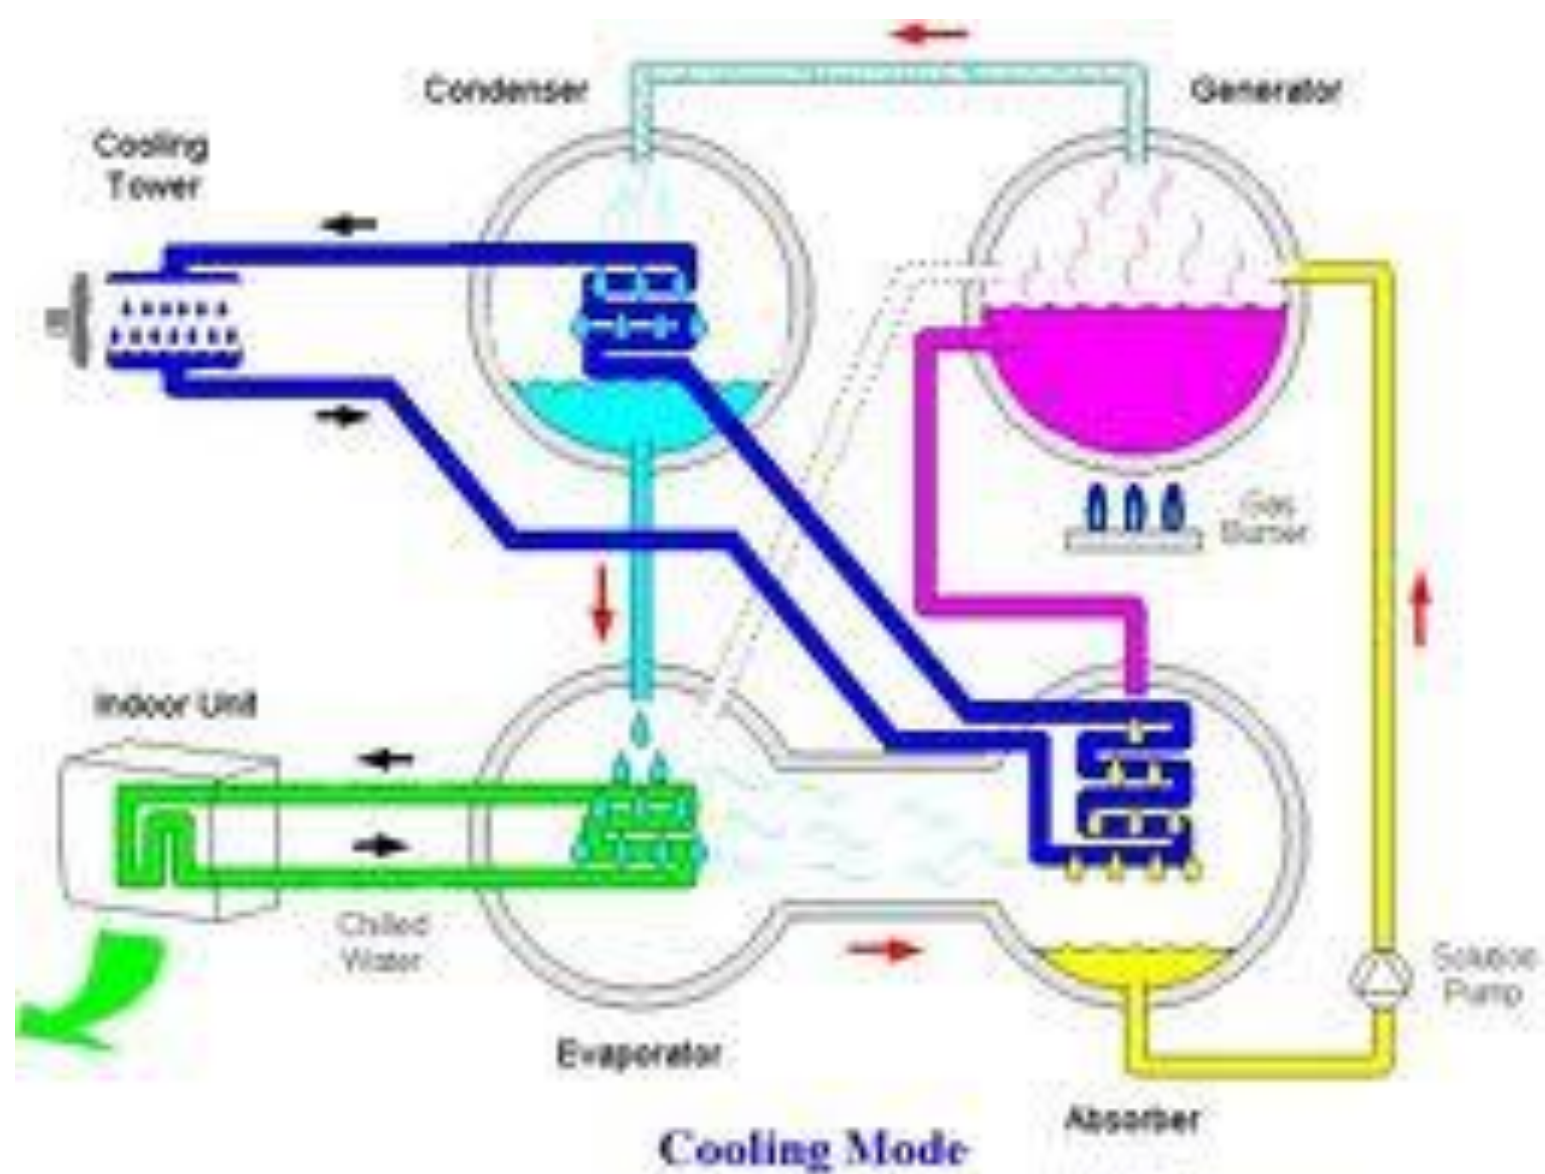 Condenser
Generator
Cooling
Tower
Gas
Burner
Indoor Unit
Chilled
Water
Solution
Pump
Evaporator
Absorber
Cooling Mode